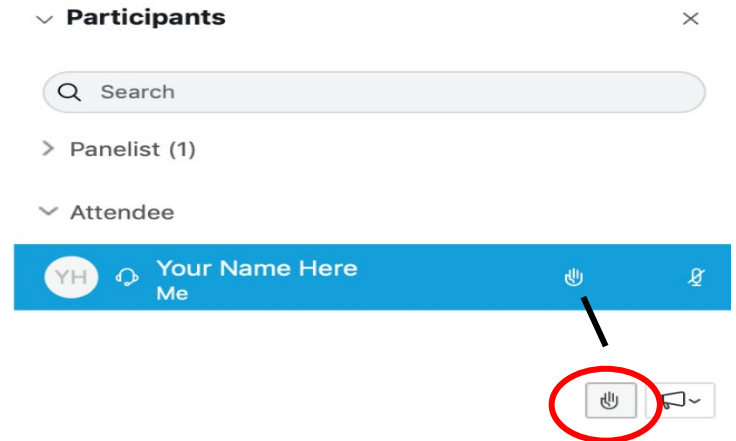 Participants
Search
Panelist (1)
Attendee
YH
Your Name Here
Me